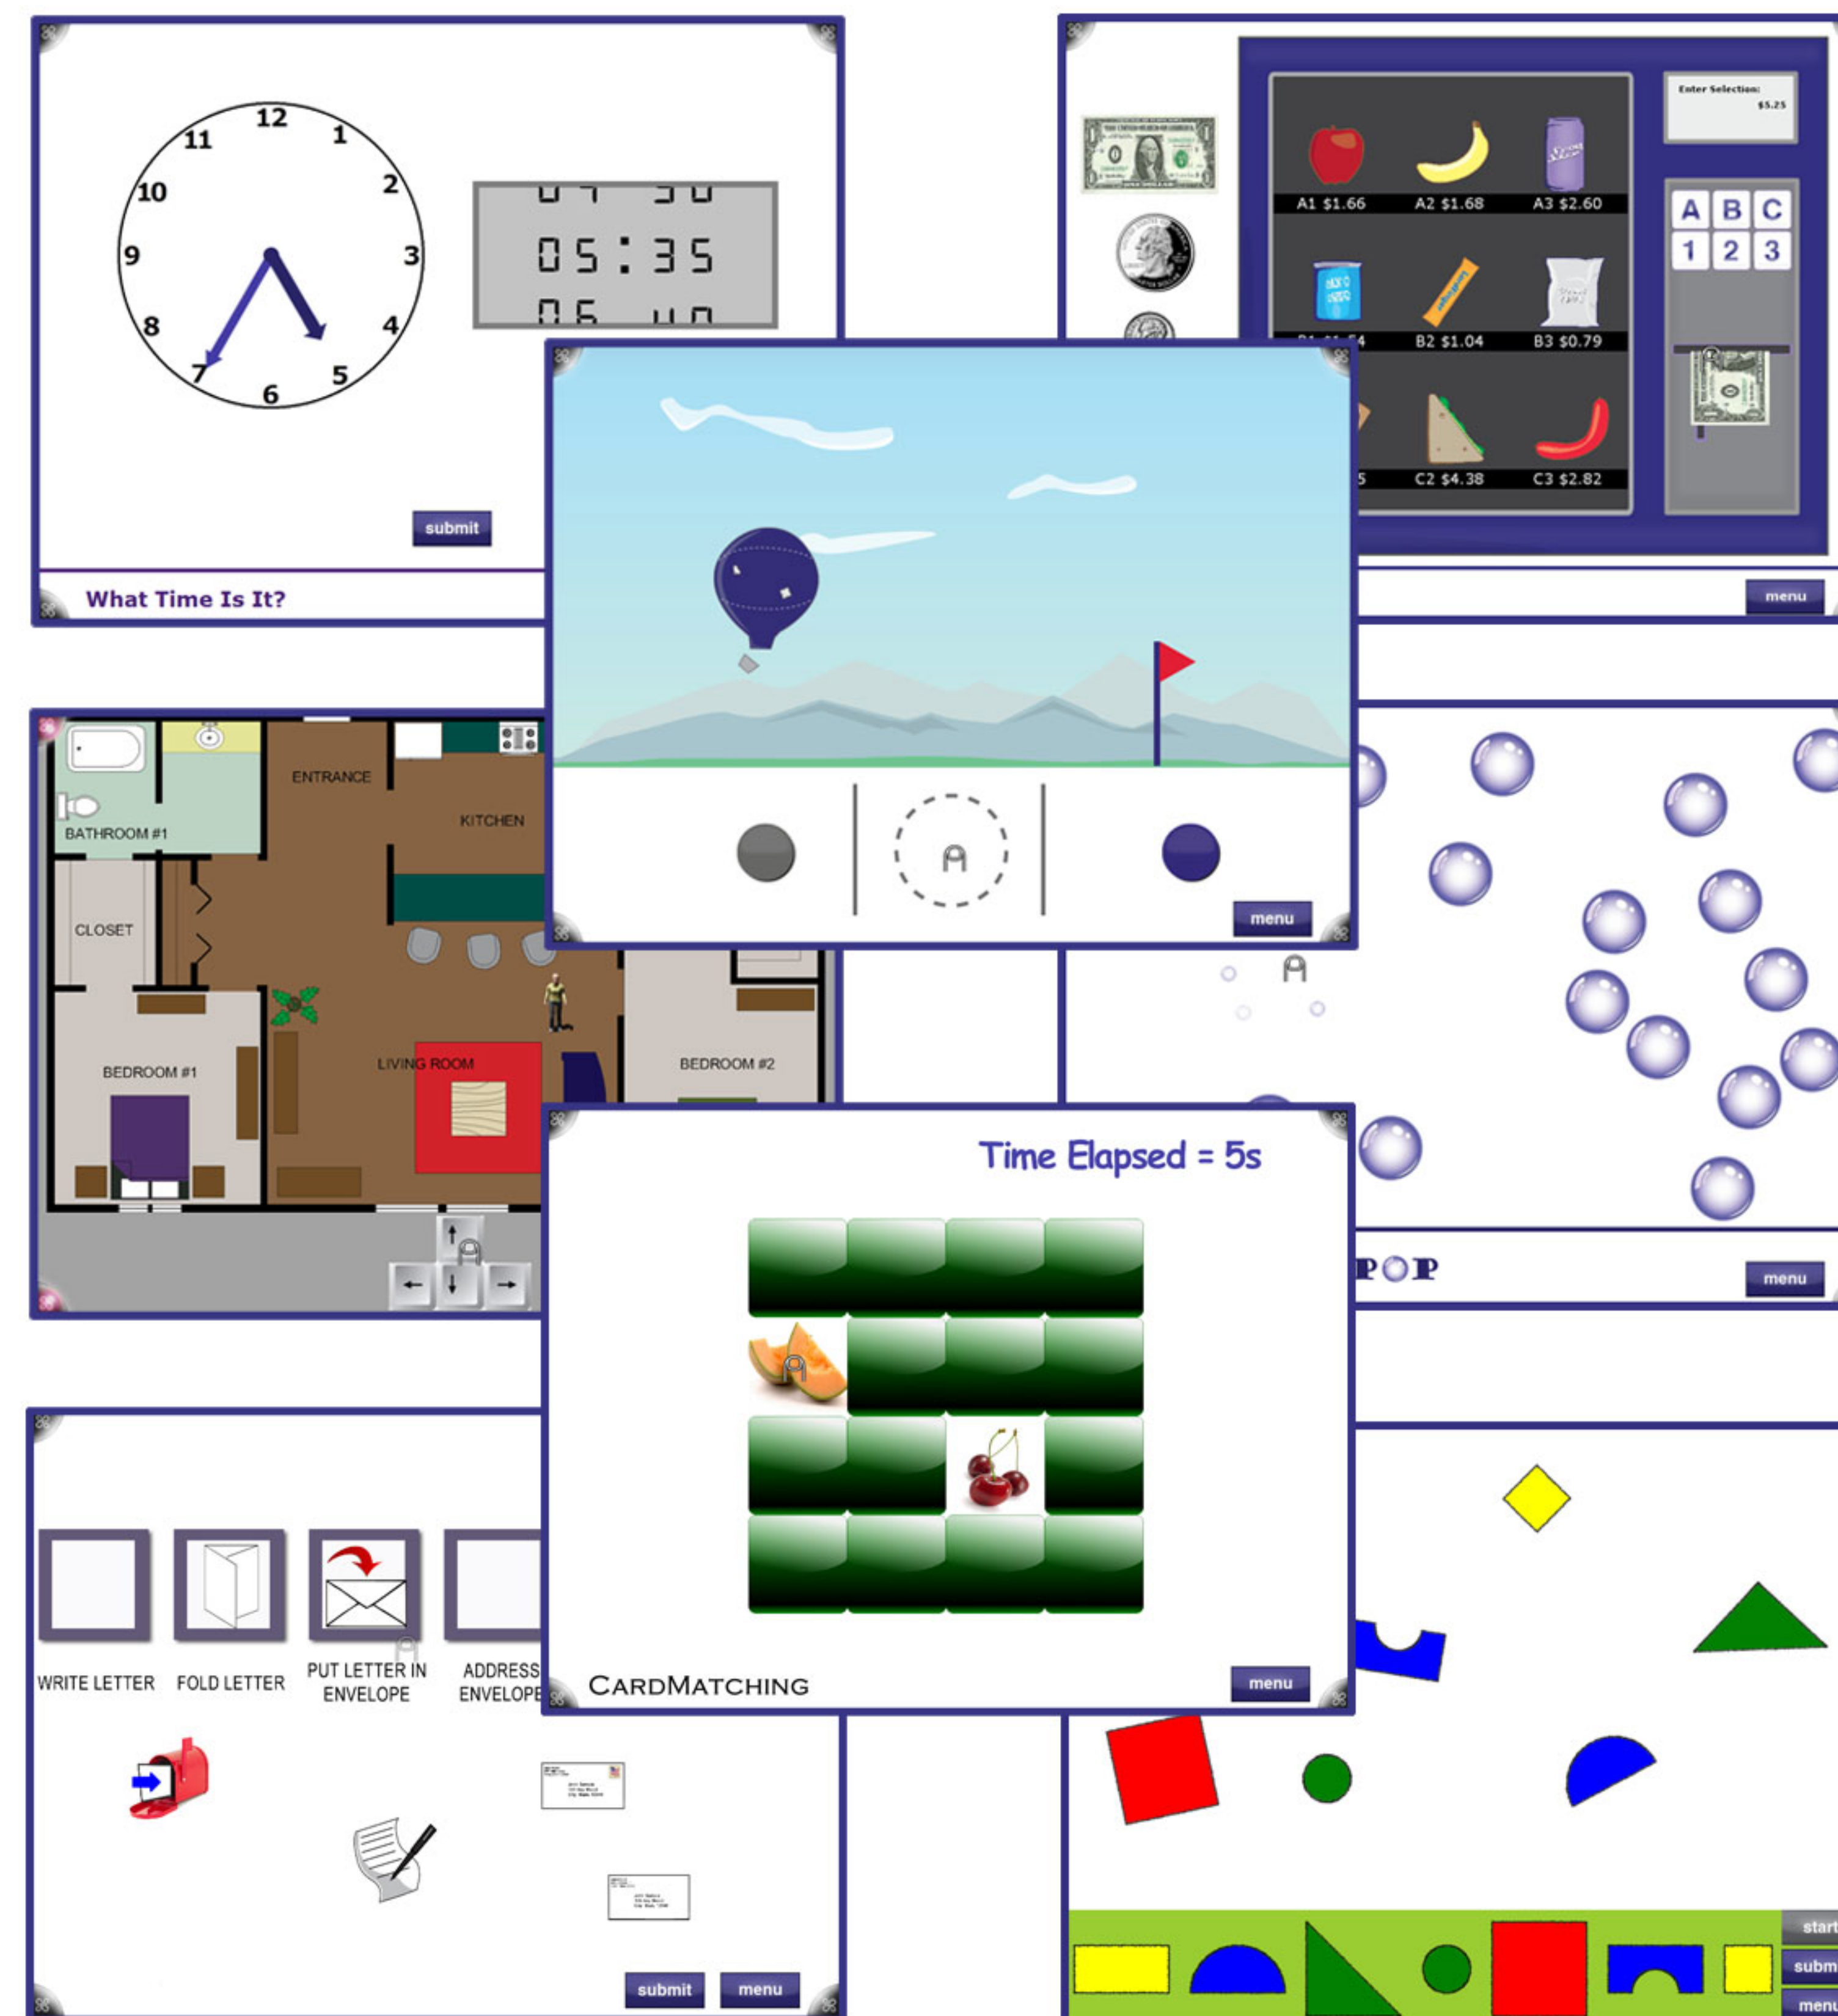 12
11
1
10
2
9
3
8
4
7
5
6
05:35
submit
What Time Is It?
Enter Selection:
$5.25
A1 $1.66
A2 $1.68
A3 $2.60
A B C
1 2 3
B2 $1.04
B3 $0.79
C2 $4.38
C3 $2.82
menu
menu
ENTRANCE
KITCHEN
BATHROOM #1
CLOSET
LIVING ROOM
BEDROOM #1
BEDROOM #2
POP
menu
Time Elapsed = 5s
CARDMATCHING
menu
WRITE LETTER
FOLD LETTER
PUT LETTER IN
ENVELOPE
ADDRESS
ENVELOPE
submit
menu
start
subm
menu